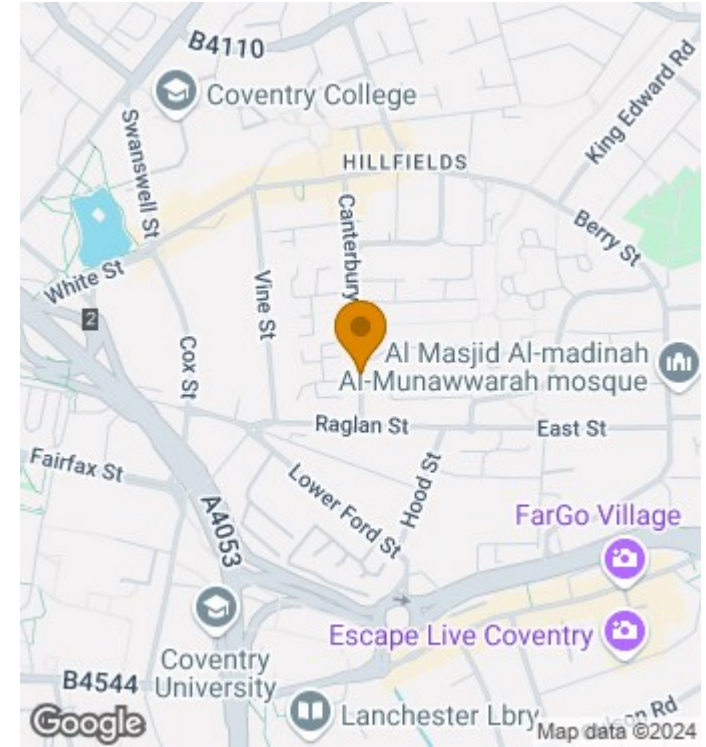 B4110
Coventry College
King Edward Rd
Swanswell St
HILLFIELDS
Canterbury
Berry St
White St
Vine St
2
Cox St
Al Masjid Al-madinah
Al-Munawwarah mosque
Raglan St
East St
Fairfax St
Lower Ford St
Hood St
A4053
FarGo Village
Escape Live Coventry
Coventry
University
B4544
Lanchester Lbry
Rd
Google
Map data ©2024